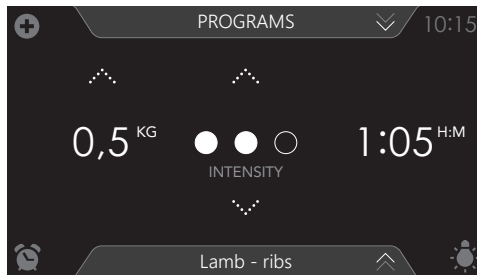 PROGRAMS
10:15
0,5 KG
1:05 H:M
INTENSITY
Lamb - ribs